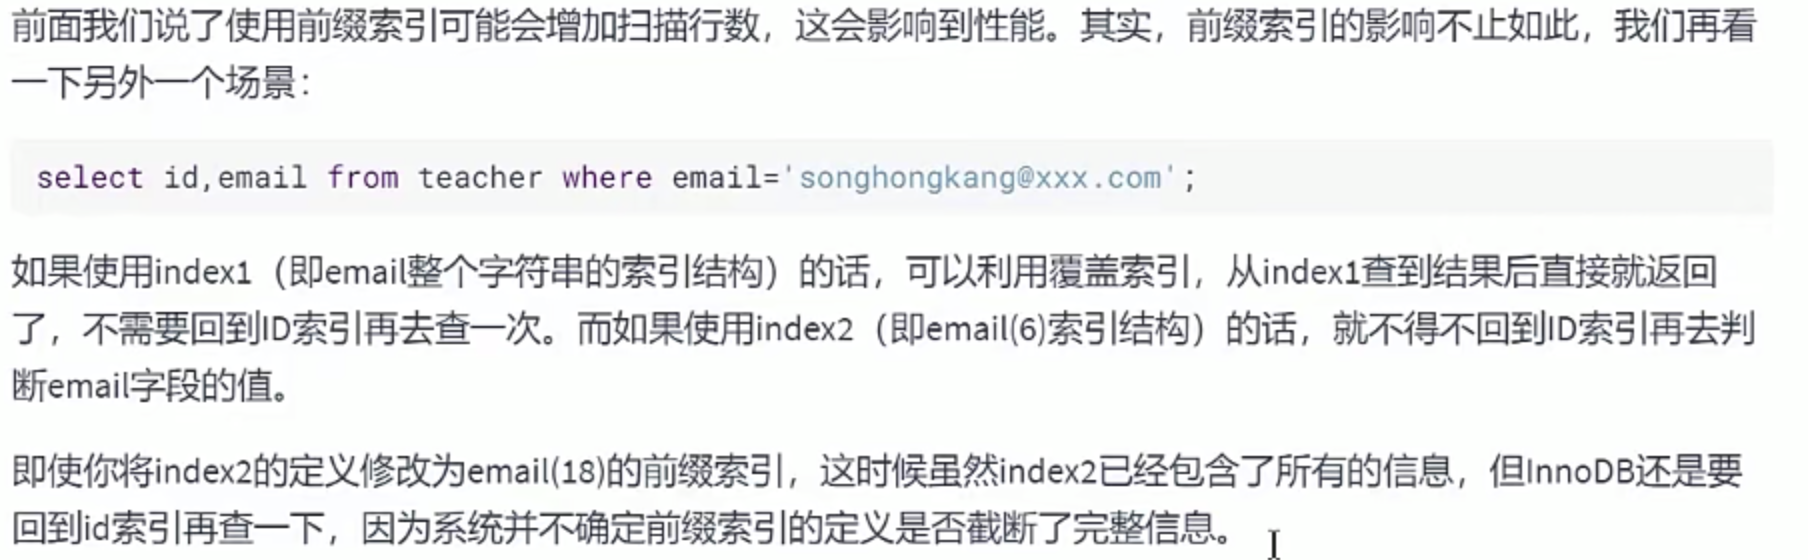 前面我们说了使用前缀索引可能会增加扫描行数，这会影响到性能。其实，前缀索引的影响不止如此，我们再看
一下另外一个场景：
select id,email from teacher where email='songhongkang@xxx.com';
如果使用index1（即email整个字符串的索引结构）的话，可以利用覆盖索引，从index1查到结果后直接就返回
了，不需要回到ID索引再去查一次。而如果使用index2（即email(6)索引结构）的话，就不得不回到ID索引再去判
断email字段的值。
即使你将index2的定义修改为email(18)的前缀索引，这时候虽然index2已经包含了所有的信息，但InnoDB还是要
回到id索引再查一下，因为系统并不确定前缀索引的定义是否截断了完整信息。